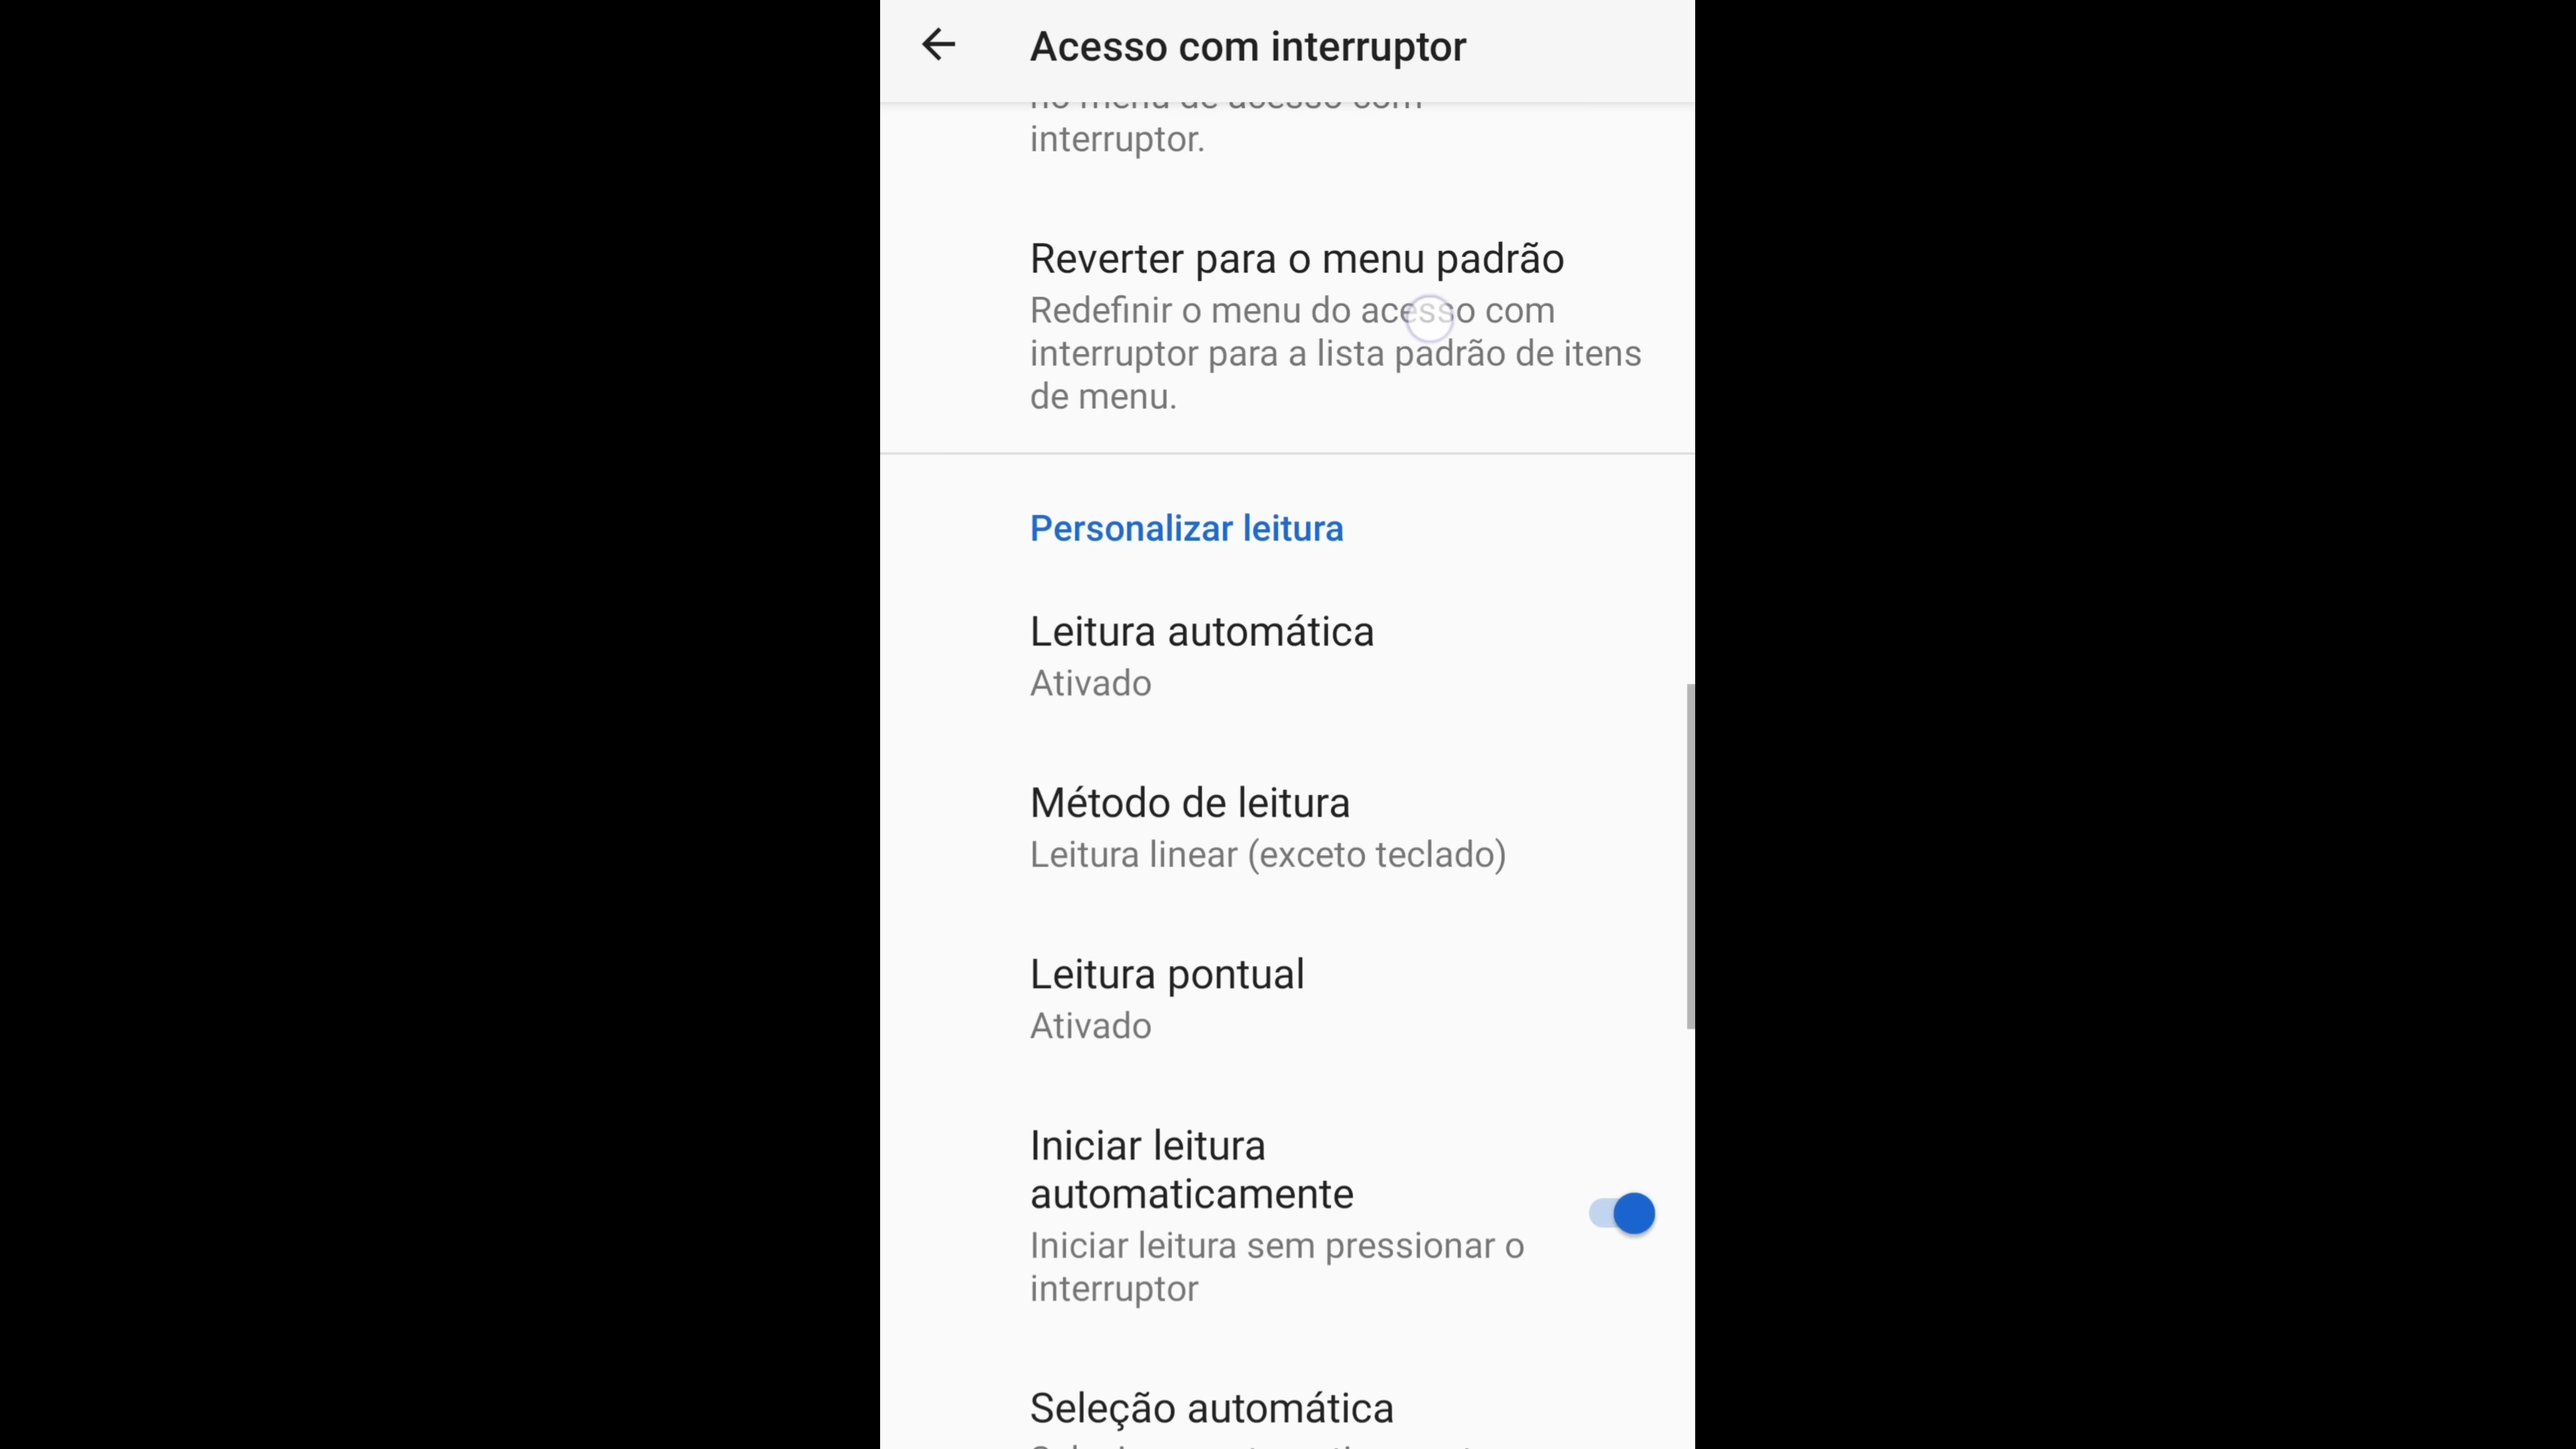 Acesso com interruptor
no menu de acesso com
interruptor.
Reverter para o menu padrão
Redefinir o menu do acesso com
interruptor para a lista padrão de itens
de menu.
Personalizar leitura
Leitura automática
Ativado
Método de leitura
Leitura linear (exceto teclado)
Leitura pontual
Ativado
Iniciar leitura
automaticamente
Iniciar leitura sem pressionar o
interruptor
Seleção automática